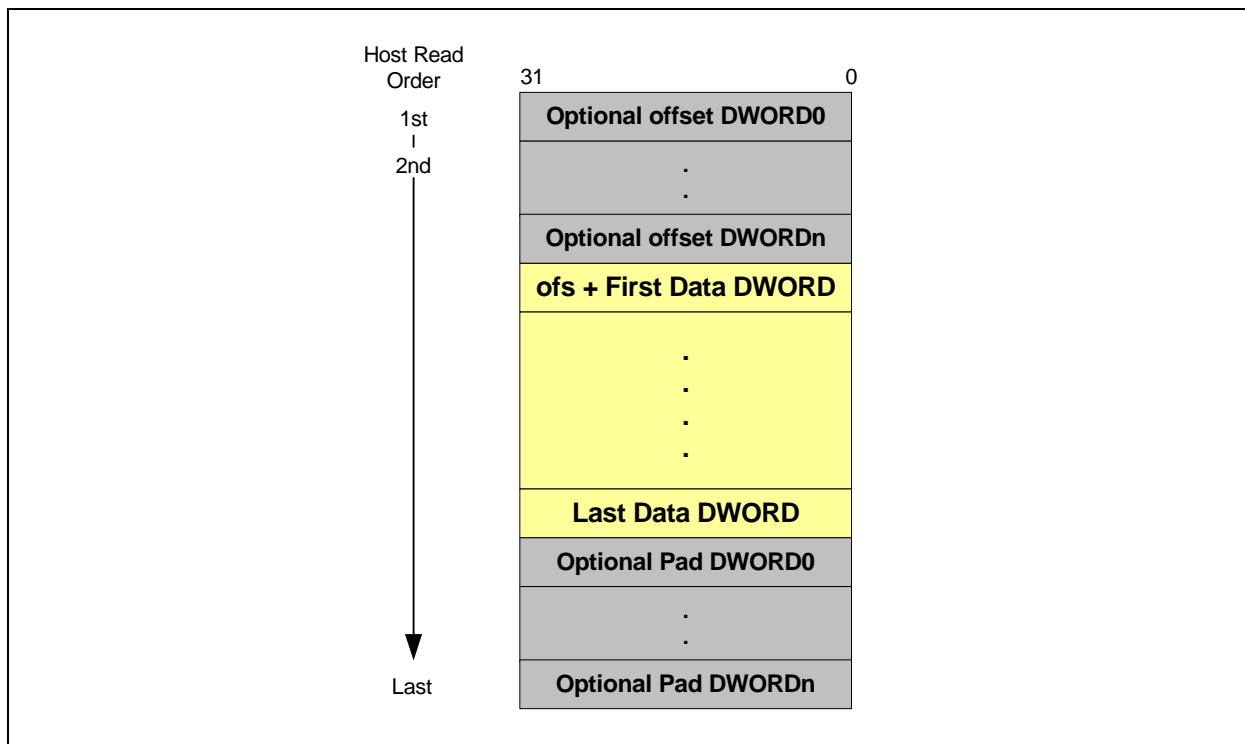 Host Read
Order
31 0
1st
2nd
Last
Optional offset DWORD0
.
.
Optional offset DWORDn
ofs + First Data DWORD
.
.
.
.
Last Data DWORD
Optional Pad DWORD0
.
.
Optional Pad DWORDn